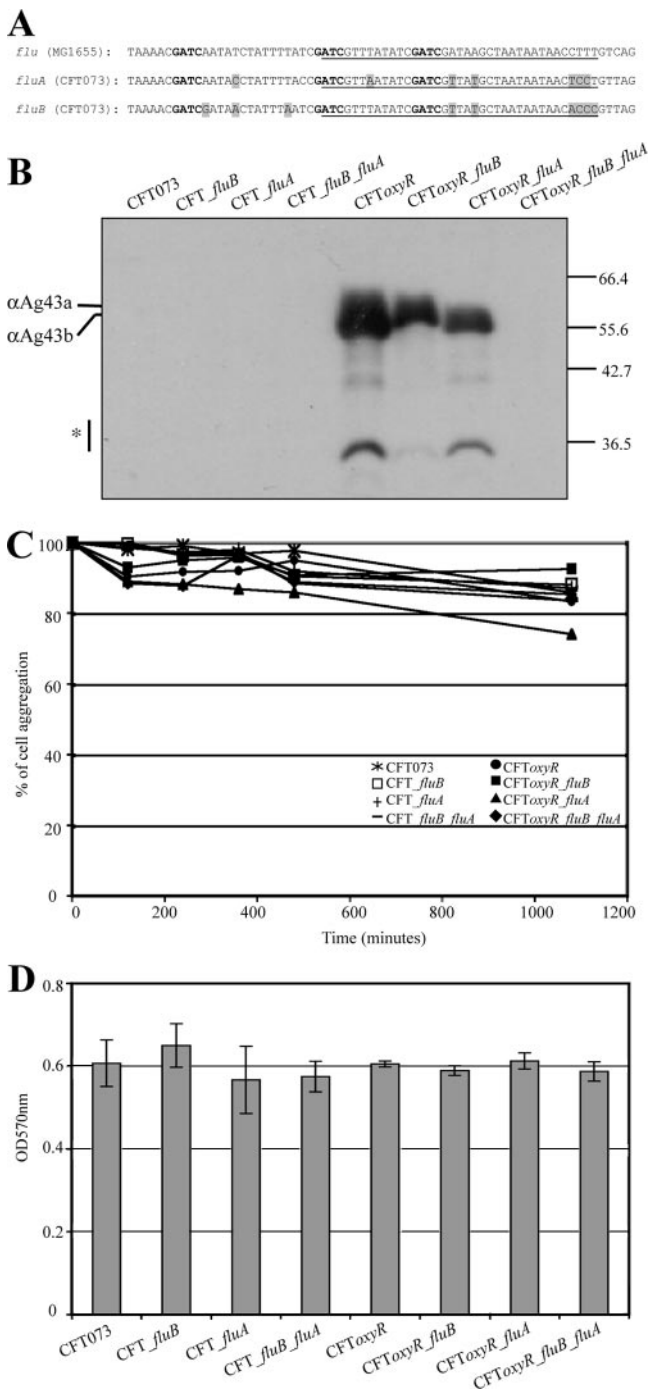 A
flu (MG1655): TAAAACGATCAATATCTATTTTATCGATCGTTTATATCGATCGATAAGCTAATAATAACCTTTGTCAG
fluA (CFT073): TAAAACGATCAATACCTATTTTACCGATCGTTAATATCGATCGTTATGCTAATAATAACTCCTGTTAG
fluB (CFT073): TAAAACGATCGATAACTATTTAATCGATCGTTTATATCGATCGTTATGCTAATAATAACACCCGTTAG
B
CFT073 CFT_fluB CFT_fluA CFT_fluB_fluA CFToxyR CFToxyR_fluB CFToxyR_fluA CFToxyR_fluB_fluA
αAg43a
αAg43b
*
66.4
55.6
42.7
36.5
C
% of cell aggregation
100
80
60
40
20
0
CFT073 CFToxyR
CFT_fluB CFToxyR_fluB
CFT_fluA CFToxyR_fluA
CFT_fluB_fluA CFToxyR_fluB_fluA
0 200 400 600 800 1000 1200
Time (minutes)
D
OD570nm
0.8
0.6
0.4
0.2
0
CFT073 CFT_fluB CFT_fluA CFT_fluB_fluA CFToxyR CFToxyR_fluB CFToxyR_fluA CFToxyR_fluB_fluA